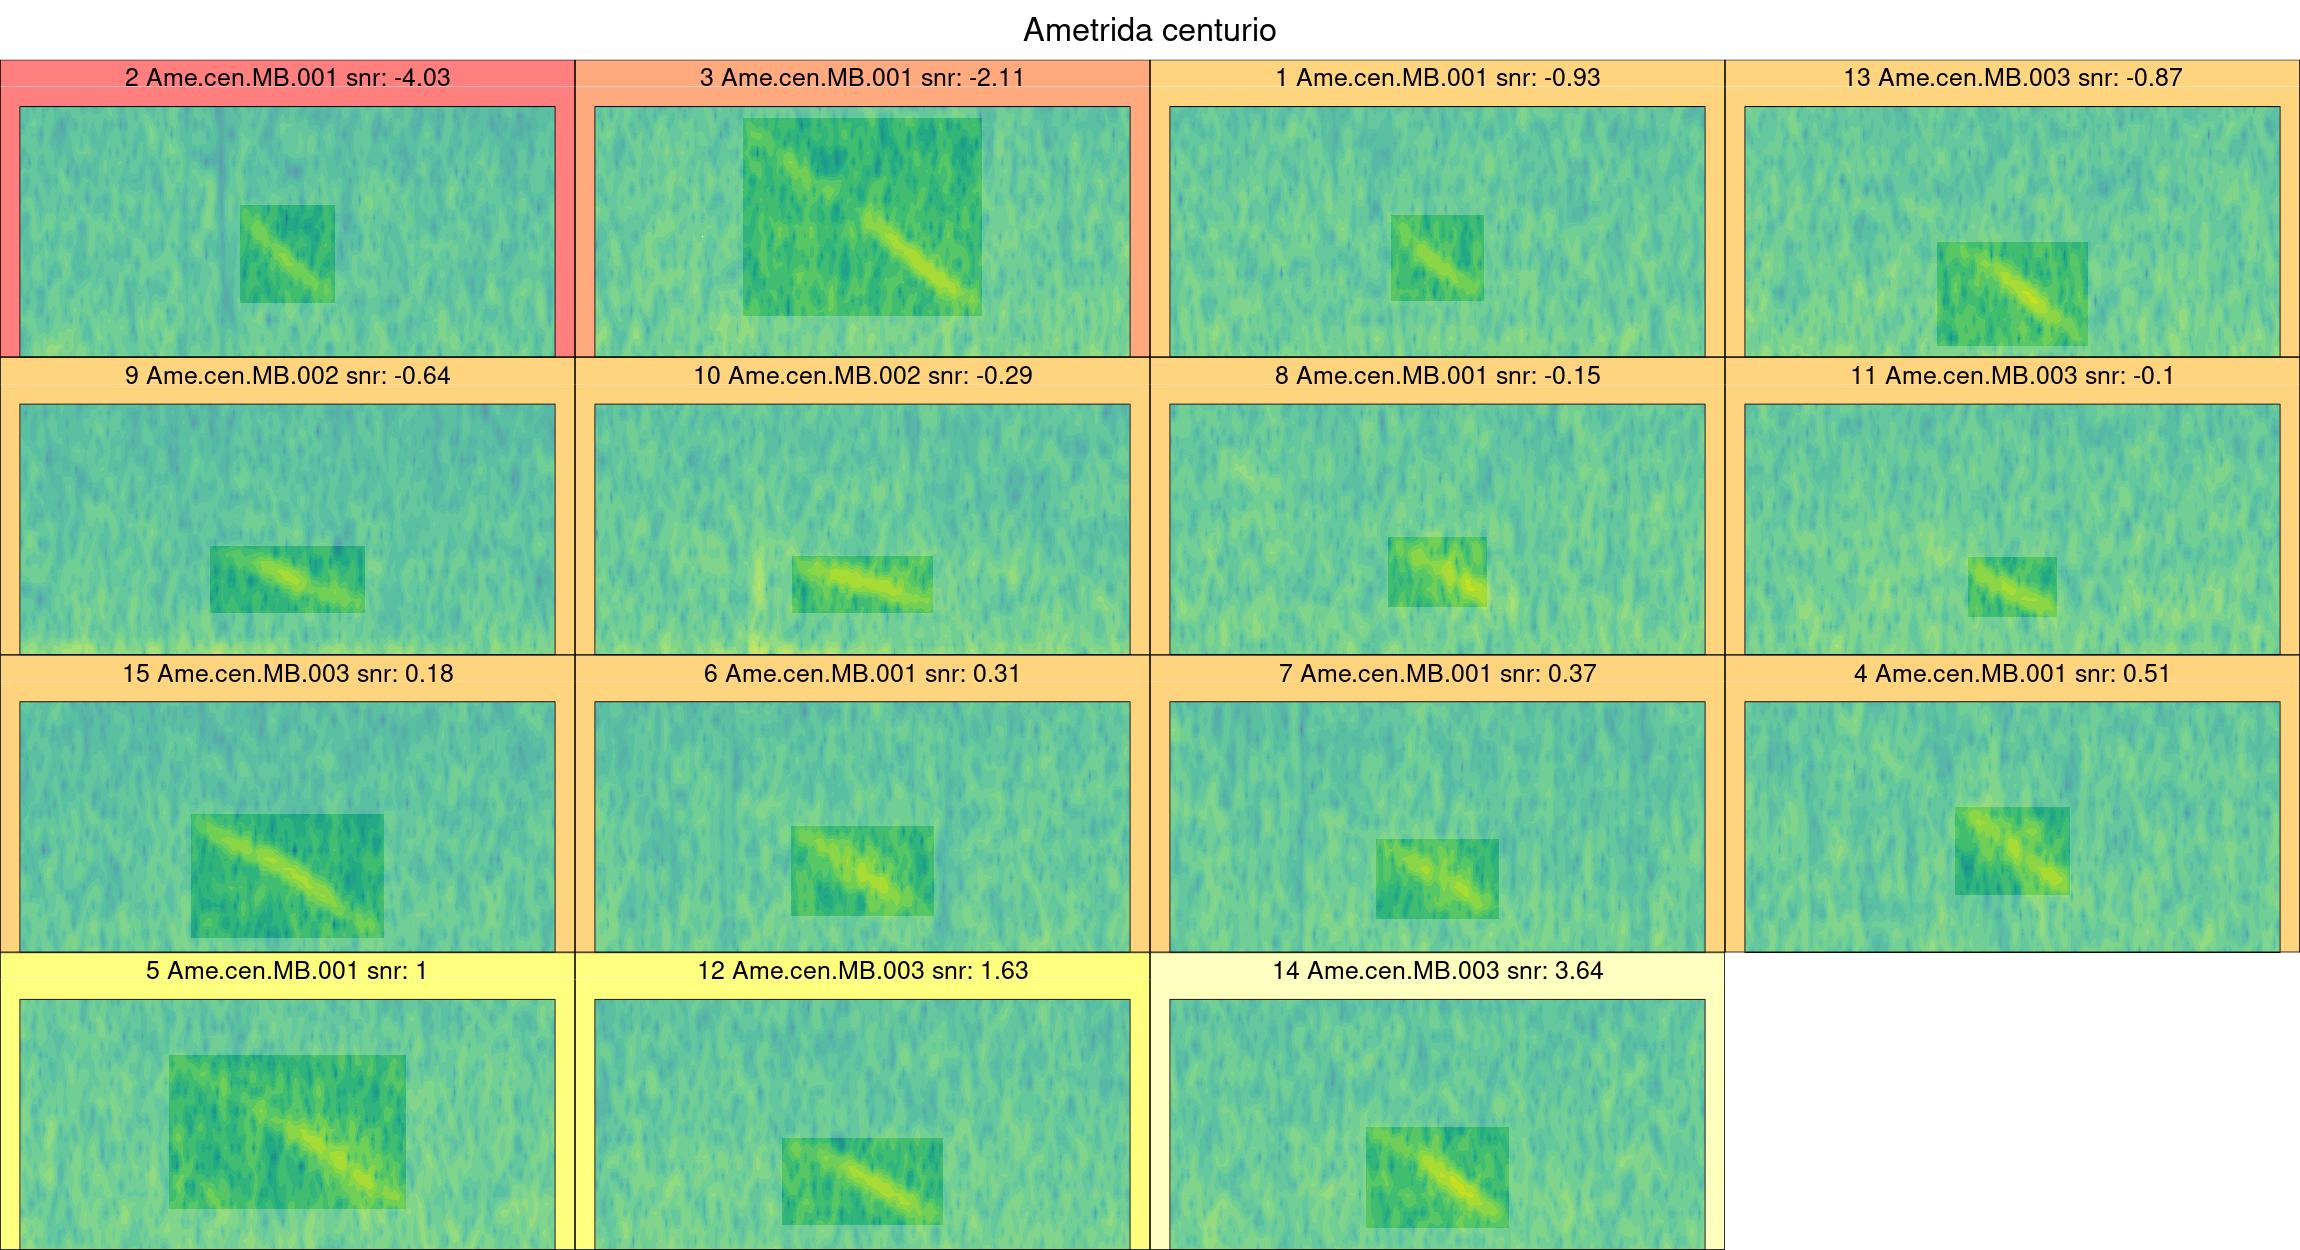 Ametrida centurio
2 Ame.cen.MB.001 snr: -4.03
3 Ame.cen.MB.001 snr: -2.11
1 Ame.cen.MB.001 snr: -0.93
13 Ame.cen.MB.003 snr: -0.87
9 Ame.cen.MB.002 snr: -0.64
10 Ame.cen.MB.002 snr: -0.29
8 Ame.cen.MB.001 snr: -0.15
11 Ame.cen.MB.003 snr: -0.1
15 Ame.cen.MB.003 snr: 0.18
6 Ame.cen.MB.001 snr: 0.31
7 Ame.cen.MB.001 snr: 0.37
4 Ame.cen.MB.001 snr: 0.51
5 Ame.cen.MB.001 snr: 1
12 Ame.cen.MB.003 snr: 1.63
14 Ame.cen.MB.003 snr: 3.64